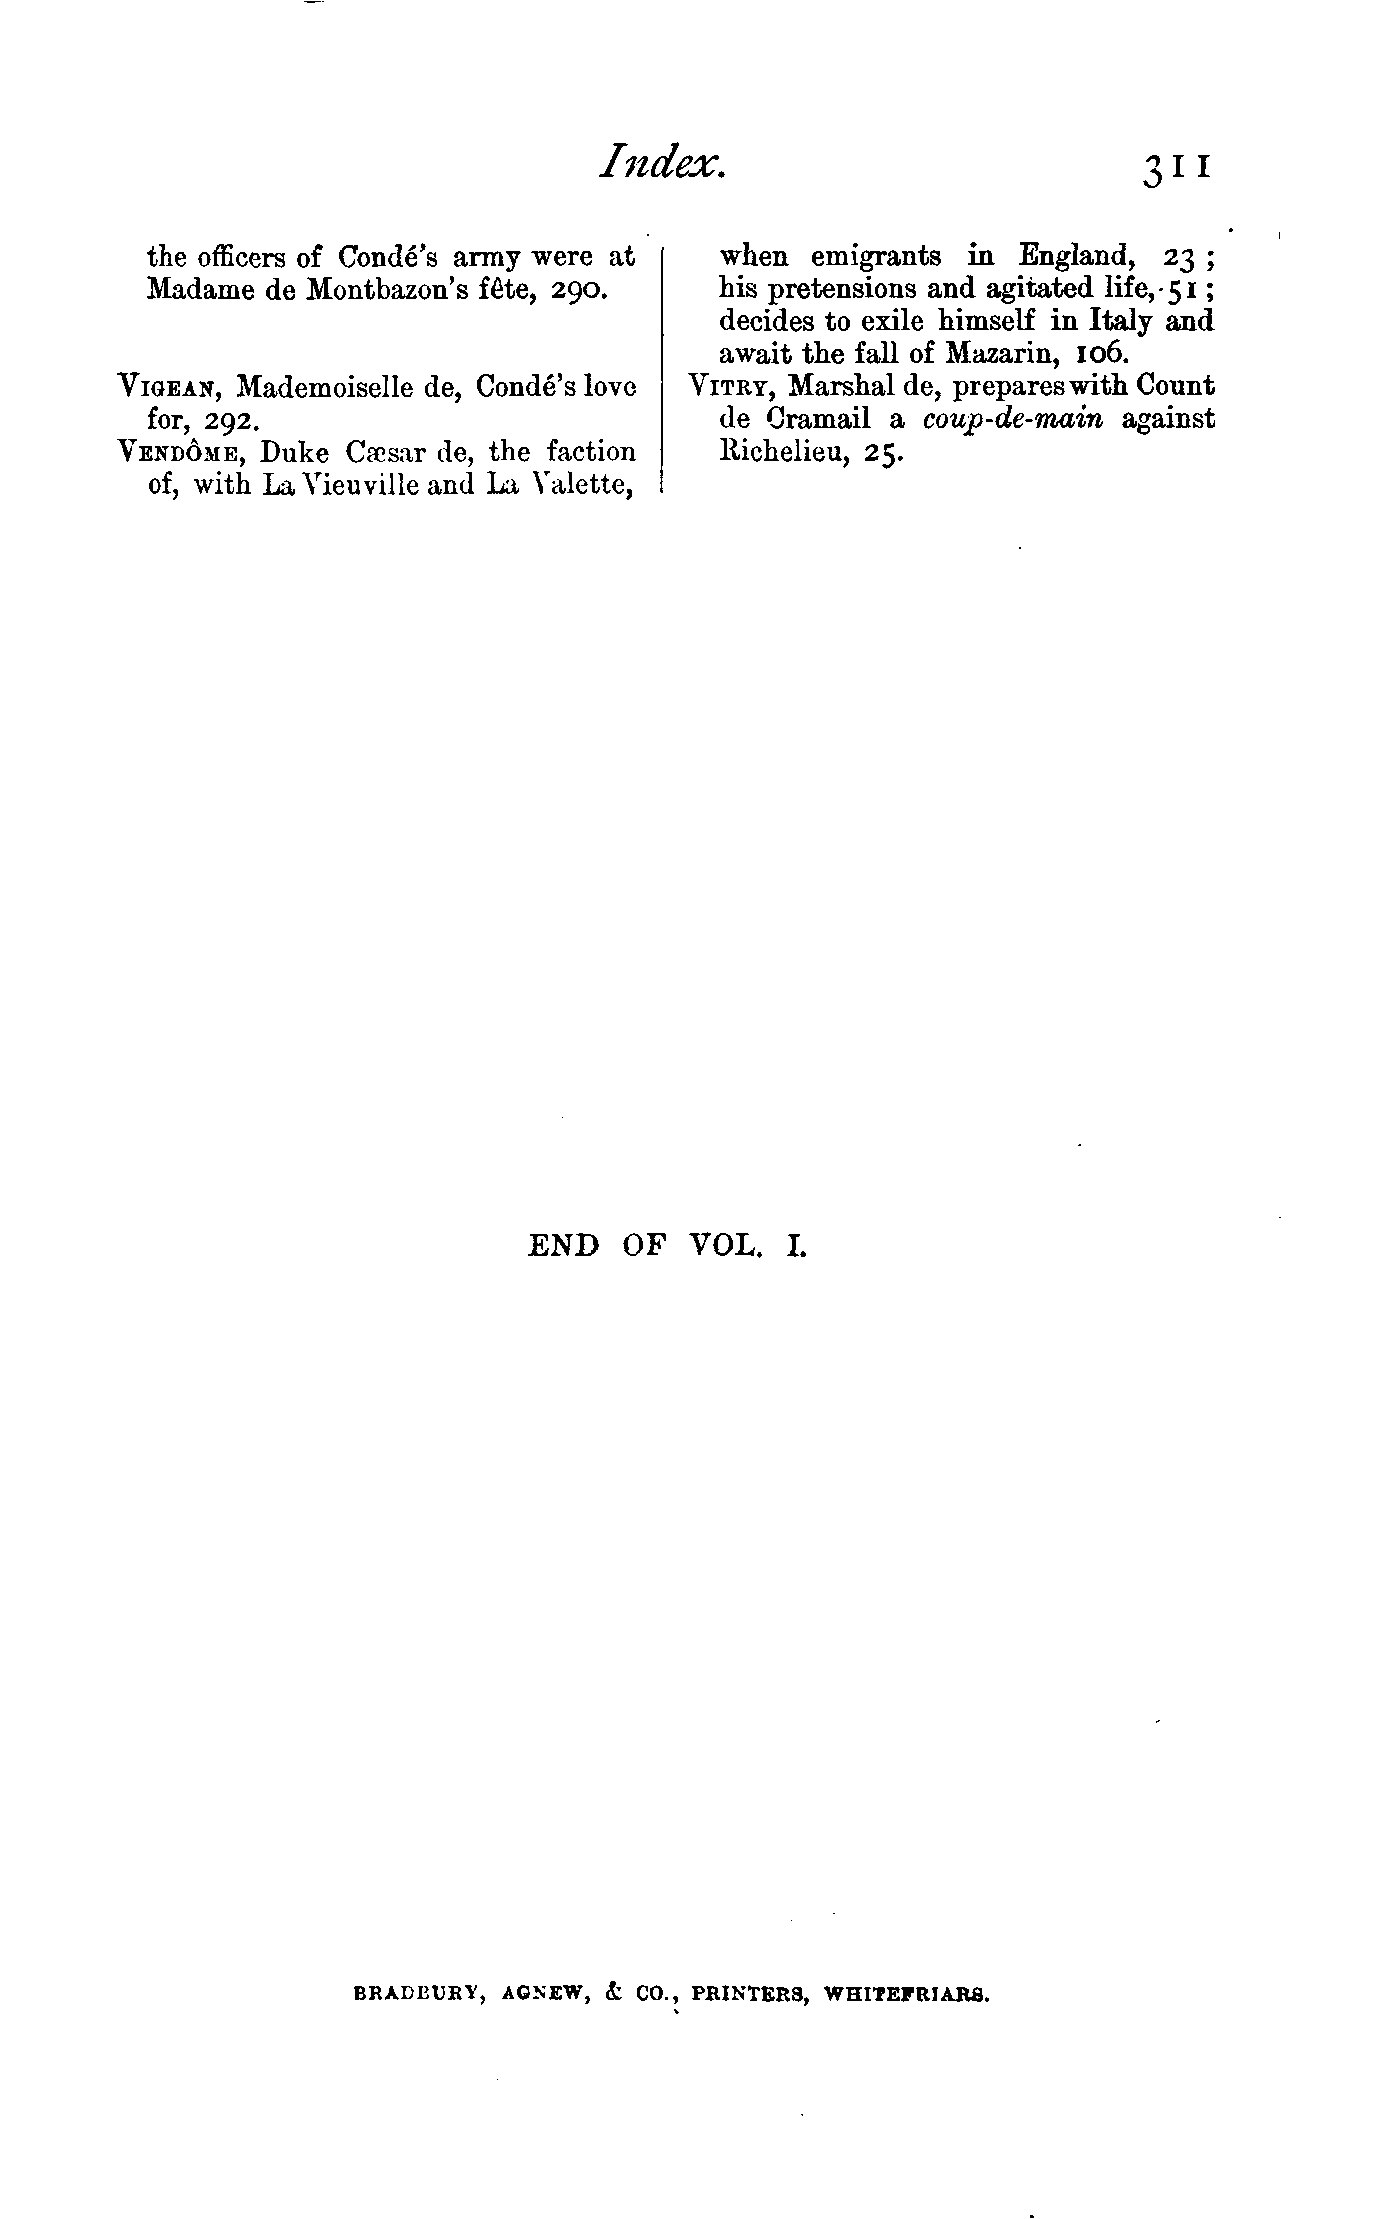 Index.
311
the officers of Condé's army were at
Madame de Montbazon's fête, 290.
VIGEAN, Mademoiselle de, Condé's love
for, 292.
VENDÔME, Duke Cæsar de, the faction
of, with La Vieuville and La Valette,
when emigrants in England, 23 ;
his pretensions and agitated life, 51 ;
decides to exile himself in Italy and
await the fall of Mazarin, 106.
VITRY, Marshal de, prepares with Count
de Cramail a coup-de-main against
Richelieu, 25.
END OF VOL. I.
BRADBURY, AGNEW, & CO., PRINTERS, WHITEFRIARS.